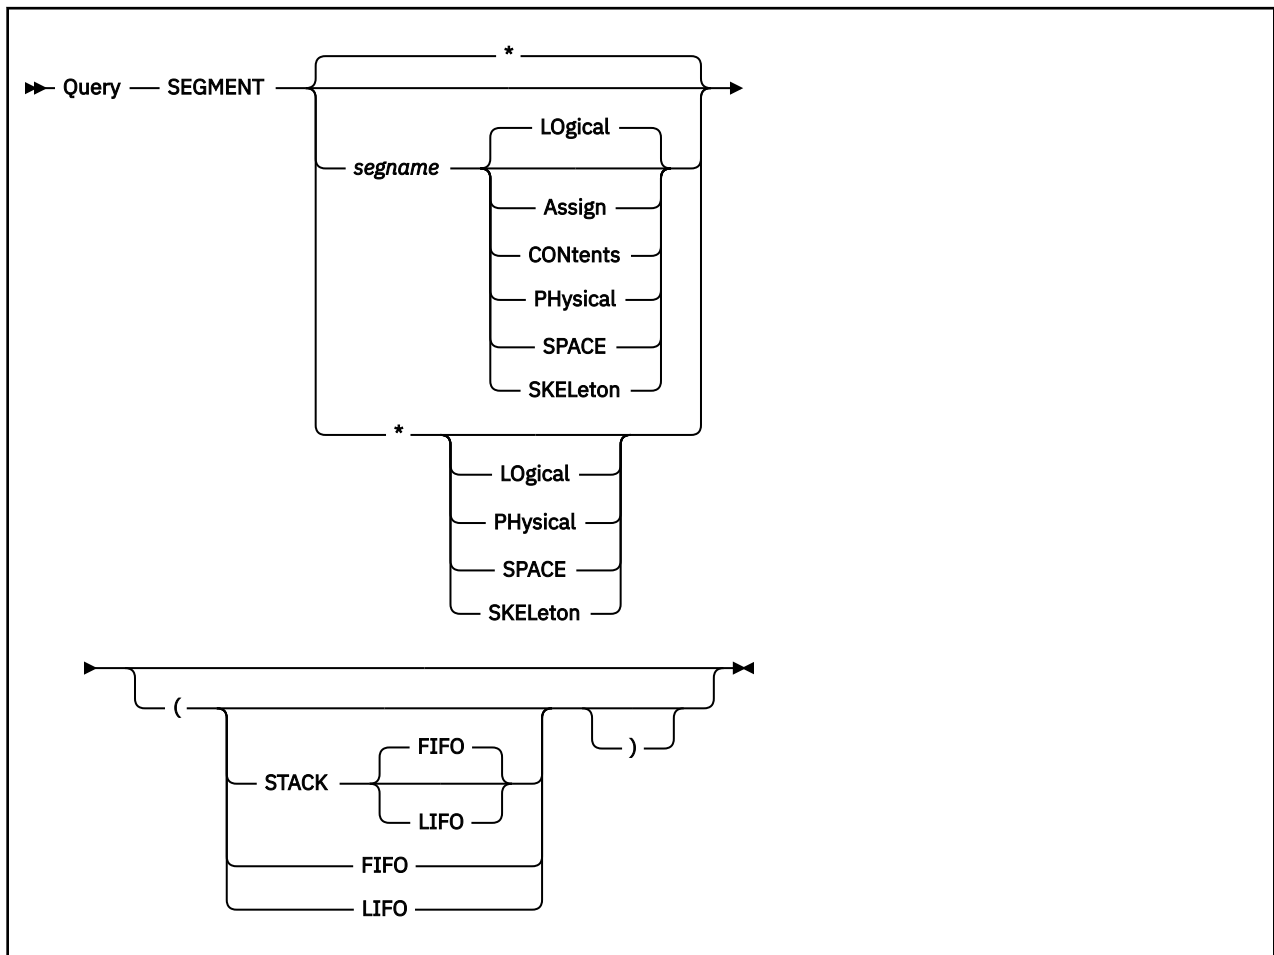 *
Query SEGMENT
LOgical
segname
Assign
CONtents
PHysical
SPACE
SKELeton
*
LOgical
PHysical
SPACE
SKELeton
(
FIFO
)
STACK
LIFO
FIFO
LIFO